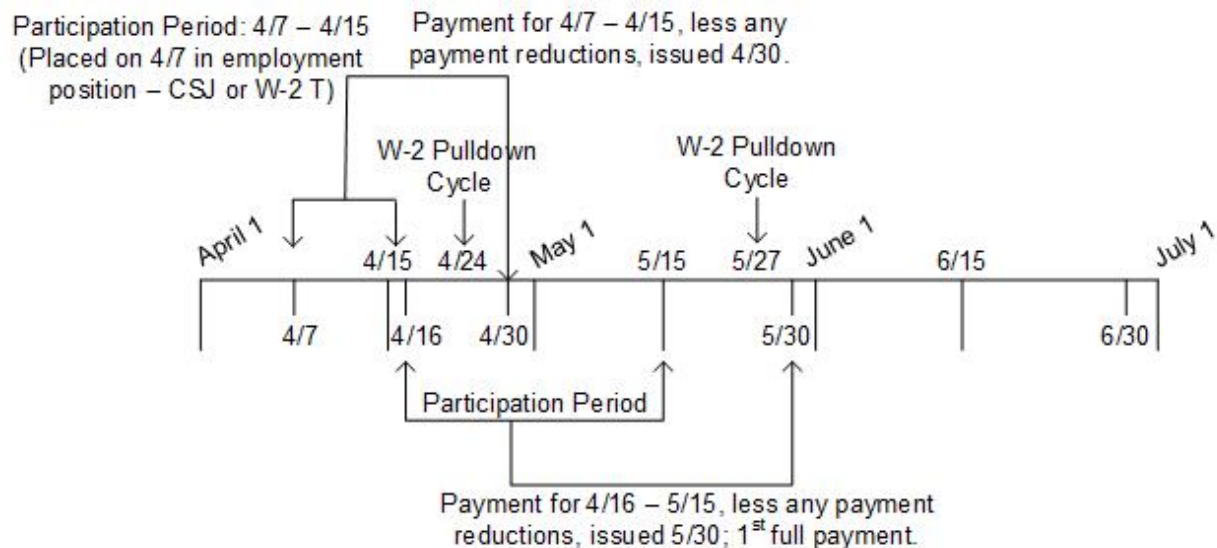 Participation Period: 4/7 – 4/15
(Placed on 4/7 in employment
position – CSJ or W-2 T)
Payment for 4/7 – 4/15, less any
payment reductions, issued 4/30.
W-2 Pulldown
Cycle
W-2 Pulldown
Cycle
April 1
4/15
4/24
May 1
5/15
5/27
June 1
6/15
July 1
4/7
4/16
4/30
5/30
6/30
Participation Period
Payment for 4/16 – 5/15, less any payment
reductions, issued 5/30; 1st full payment.